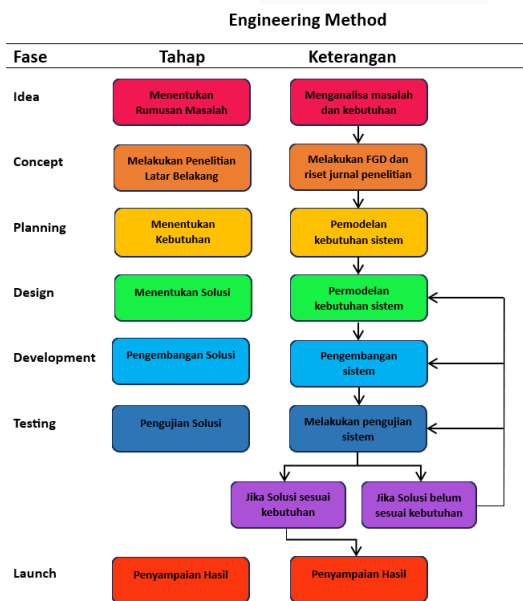 Engineering Method
Fase Tahap Keterangan
Idea
Menentukan
Rumusan Masalah
Menganalisa masalah
dan kebutuhan
Concept
Melakukan Penelitian
Latar Belakang
Melakukan FGD dan
riset jurnal penelitian
Planning
Menentukan
Kebutuhan
Pemodelan
kebutuhan sistem
Design
Menentukan Solusi
Permodelan
kebutuhan sistem
Development
Pengembangan Solusi
Pengembangan
sistem
Testing
Pengujian Solusi
Melakukan pengujian
sistem
Jika Solusi sesuai
kebutuhan
Jika Solusi belum
sesuai kebutuhan
Launch
Penyampaian Hasil
Penyampaian Hasil